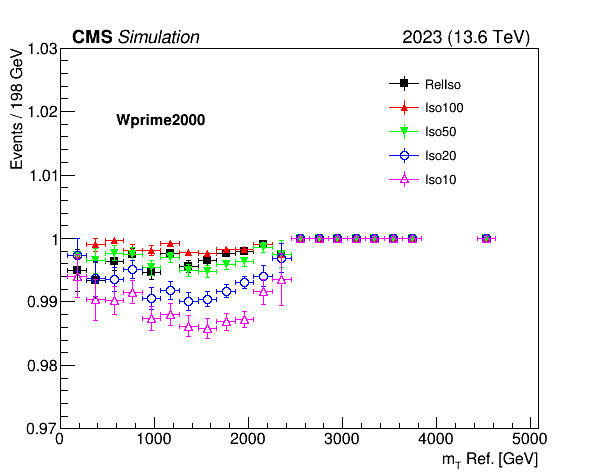 CMS Simulation 2023 (13.6 TeV)
Events / 198 GeV
1.03
1.02
1.01
1
0.99
0.98
0.97
Wprime2000
RelIso
Iso100
Iso50
Iso20
Iso10
0 1000 2000 3000 4000 5000
mT Ref. [GeV]